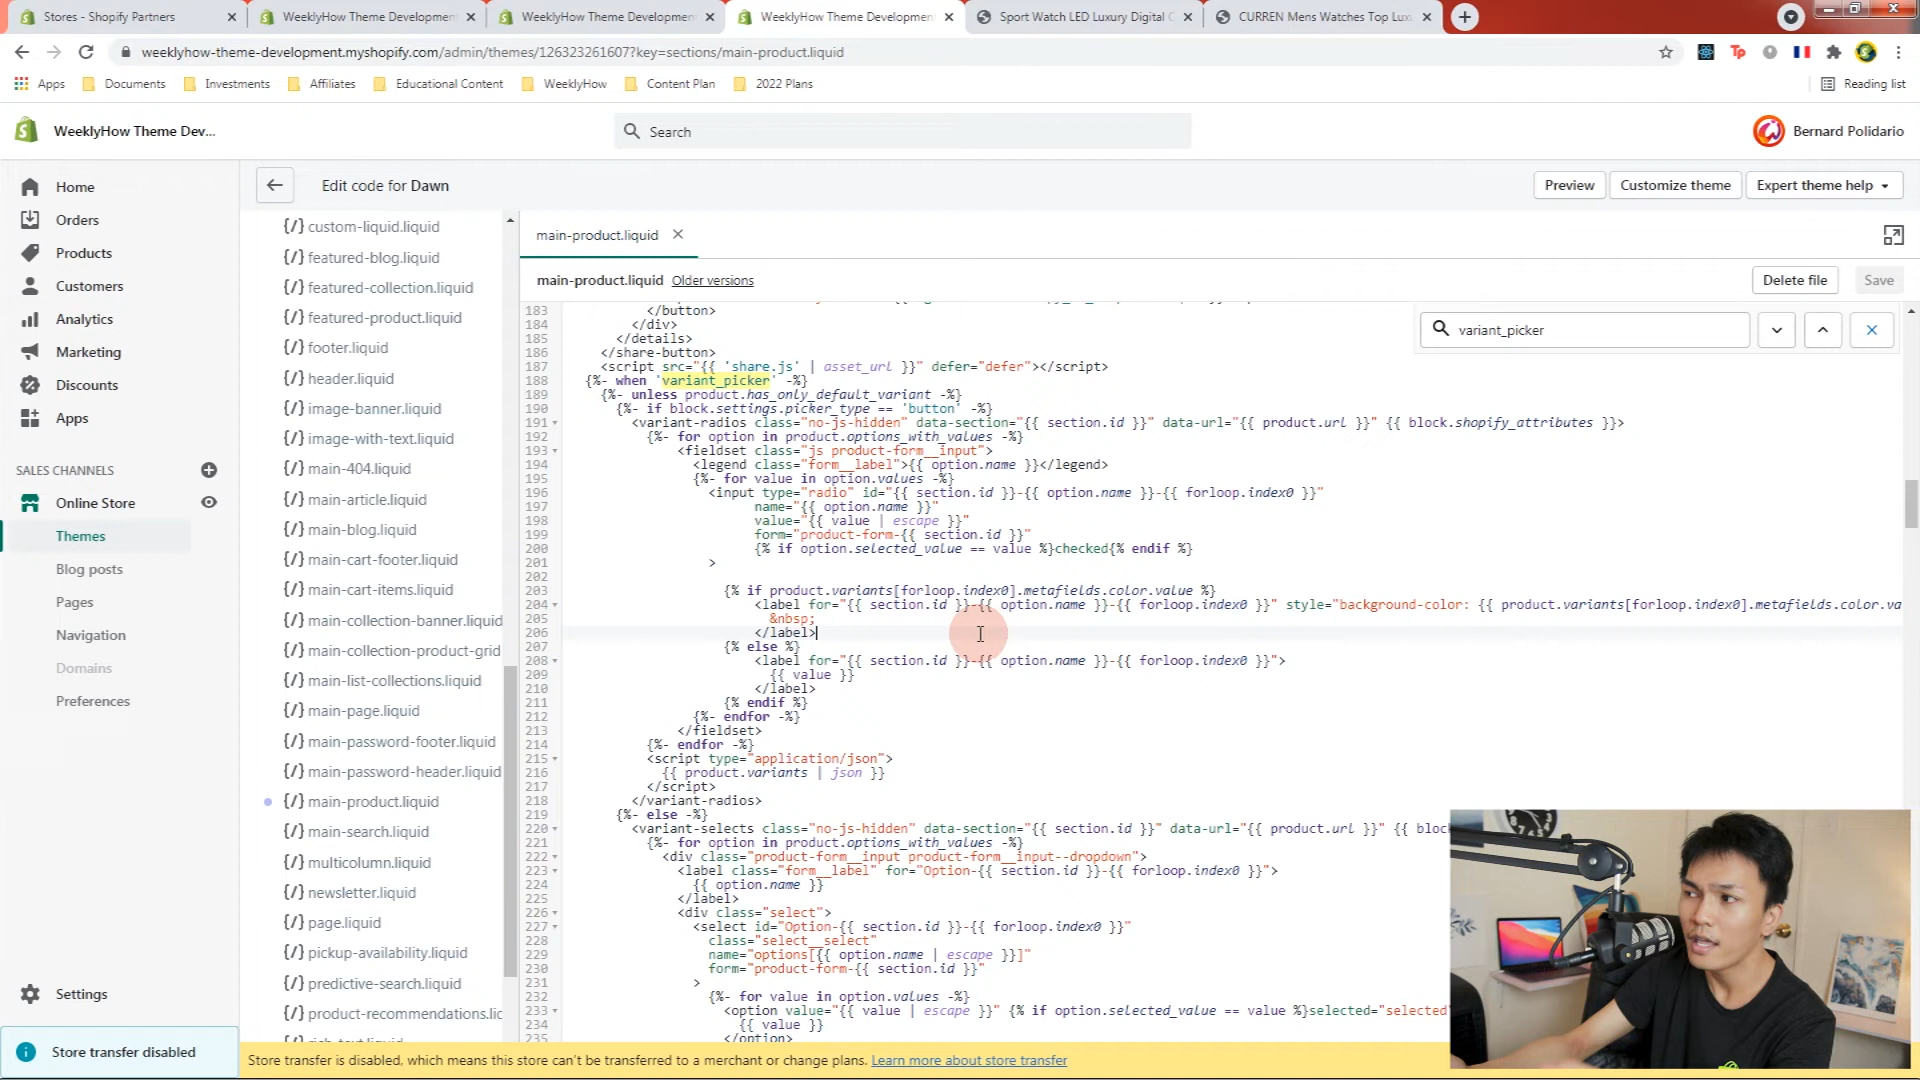 Stores - Shopify Partners
WeeklyHow Theme Development
WeeklyHow Theme Development
WeeklyHow Theme Development
Sport Watch LED Luxury Digital
CURREN Mens Watches Top Lux
weeklyhow-theme-development.myshopify.com/admin/themes/126323261607?key=sections/main-product.liquid
Apps
Documents
Investments
Affiliates
Educational Content
WeeklyHow
Content Plan
2022 Plans
Reading list
WeeklyHow Theme Dev...
Search
Bernard Polidario
Home
Orders
Products
Customers
Analytics
Marketing
Discounts
Apps
SALES CHANNELS
Online Store
Themes
Blog posts
Pages
Navigation
Domains
Preferences
Settings
Store transfer disabled
Edit code for Dawn
Preview
Customize theme
Expert theme help
{/} custom-liquid.liquid
{/} featured-blog.liquid
{/} featured-collection.liquid
{/} featured-product.liquid
{/} footer.liquid
{/} header.liquid
{/} image-banner.liquid
{/} image-with-text.liquid
{/} main-404.liquid
{/} main-article.liquid
{/} main-blog.liquid
{/} main-cart-footer.liquid
{/} main-cart-items.liquid
{/} main-collection-banner.liquid
{/} main-collection-product-grid
{/} main-list-collections.liquid
{/} main-page.liquid
{/} main-password-footer.liquid
{/} main-password-header.liquid
{/} main-product.liquid
{/} main-search.liquid
{/} multicolumn.liquid
{/} newsletter.liquid
{/} page.liquid
{/} pickup-availability.liquid
{/} predictive-search.liquid
{/} product-recommendations.lic
main-product.liquid
main-product.liquid Older versions
Delete file
Save
variant_picker
183 </button>
184 </div>
185 </details>
186 </share-button>
187 <script src="{{ 'share.js' | asset_url }}" defer="defer"></script>
188 {%- when 'variant_picker' -%}
189 {%- unless product.has_only_default_variant -%}
190 {%- if block.settings.picker_type == 'button' -%}
191 <variant-radios class="no-js-hidden" data-section="{{ section.id }}" data-url="{{ product.url }}" {{ block.shopify_attributes }}>
192 {%- for option in product.options_with_values -%}
193 <fieldset class="js product-form__input">
194 <legend class="form__label">{{ option.name }}</legend>
195 {%- for value in option.values -%}
196 <input type="radio" id="{{ section.id }}-{{ option.name }}-{{ forloop.index0 }}"
197 name="{{ option.name }}"
198 value="{{ value | escape }}"
199 form="product-form-{{ section.id }}"
200 {% if option.selected_value == value %}checked{% endif %}
201 >
202
203 {% if product.variants[forloop.index0].metafields.color.value %}
204 <label for="{{ section.id }}-{{ option.name }}-{{ forloop.index0 }}" style="background-color: {{ product.variants[forloop.index0].metafields.color.va
205 &nbsp;
206 </label>
207 {% else %}
208 <label for="{{ section.id }}-{{ option.name }}-{{ forloop.index0 }}">
209 {{ value }}
210 </label>
211 {% endif %}
212 {%- endfor -%}
213 </fieldset>
214 {%- endfor -%}
215 <script type="application/json">
216 {{ product.variants | json }}
217 </script>
218 </variant-radios>
219 {%- else -%}
220 <variant-selects class="no-js-hidden" data-section="{{ section.id }}" data-url="{{ product.url }}" {{ bloc
221 {%- for option in product.options_with_values -%}
222 <div class="product-form__input product-form__input--dropdown">
223 <label class="form__label" for="Option-{{ section.id }}-{{ forloop.index0 }}">
224 {{ option.name }}
225 </label>
226 <div class="select">
227 <select id="Option-{{ section.id }}-{{ forloop.index0 }}"
228 class="select__select"
229 name="options[{{ option.name | escape }}]"
230 form="product-form-{{ section.id }}"
231 >
232 {%- for value in option.values -%}
233 <option value="{{ value | escape }}" {% if option.selected_value == value %}selected="selected"
234 {{ value }}
235 </option>
Store transfer is disabled, which means this store can't be transferred to a merchant or change plans. Learn more about store transfer